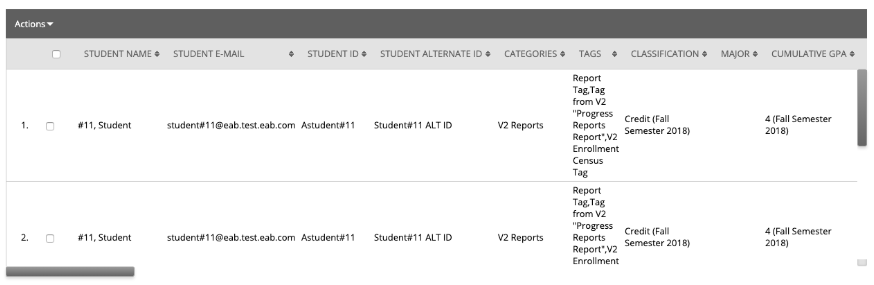 Actions
STUDENT NAME STUDENT E-MAIL STUDENT ID STUDENT ALTERNATE ID CATEGORIES TAGS CLASSIFICATION MAJOR CUMULATIVE GPA
1. #11, Student student#11@eab.test.eab.com Astudent#11 Student#11 ALT ID V2 Reports
Report
Tag,Tag
from V2
"Progress
Reports
Report",V2
Enrollment
Census
Tag
Credit (Fall
Semester 2018)
4 (Fall Semester
2018)
2. #11, Student student#11@eab.test.eab.com Astudent#11 Student#11 ALT ID V2 Reports
Report
Tag,Tag
from V2
"Progress
Reports
Report",V2
Enrollment
Credit (Fall
Semester 2018)
4 (Fall Semester
2018)